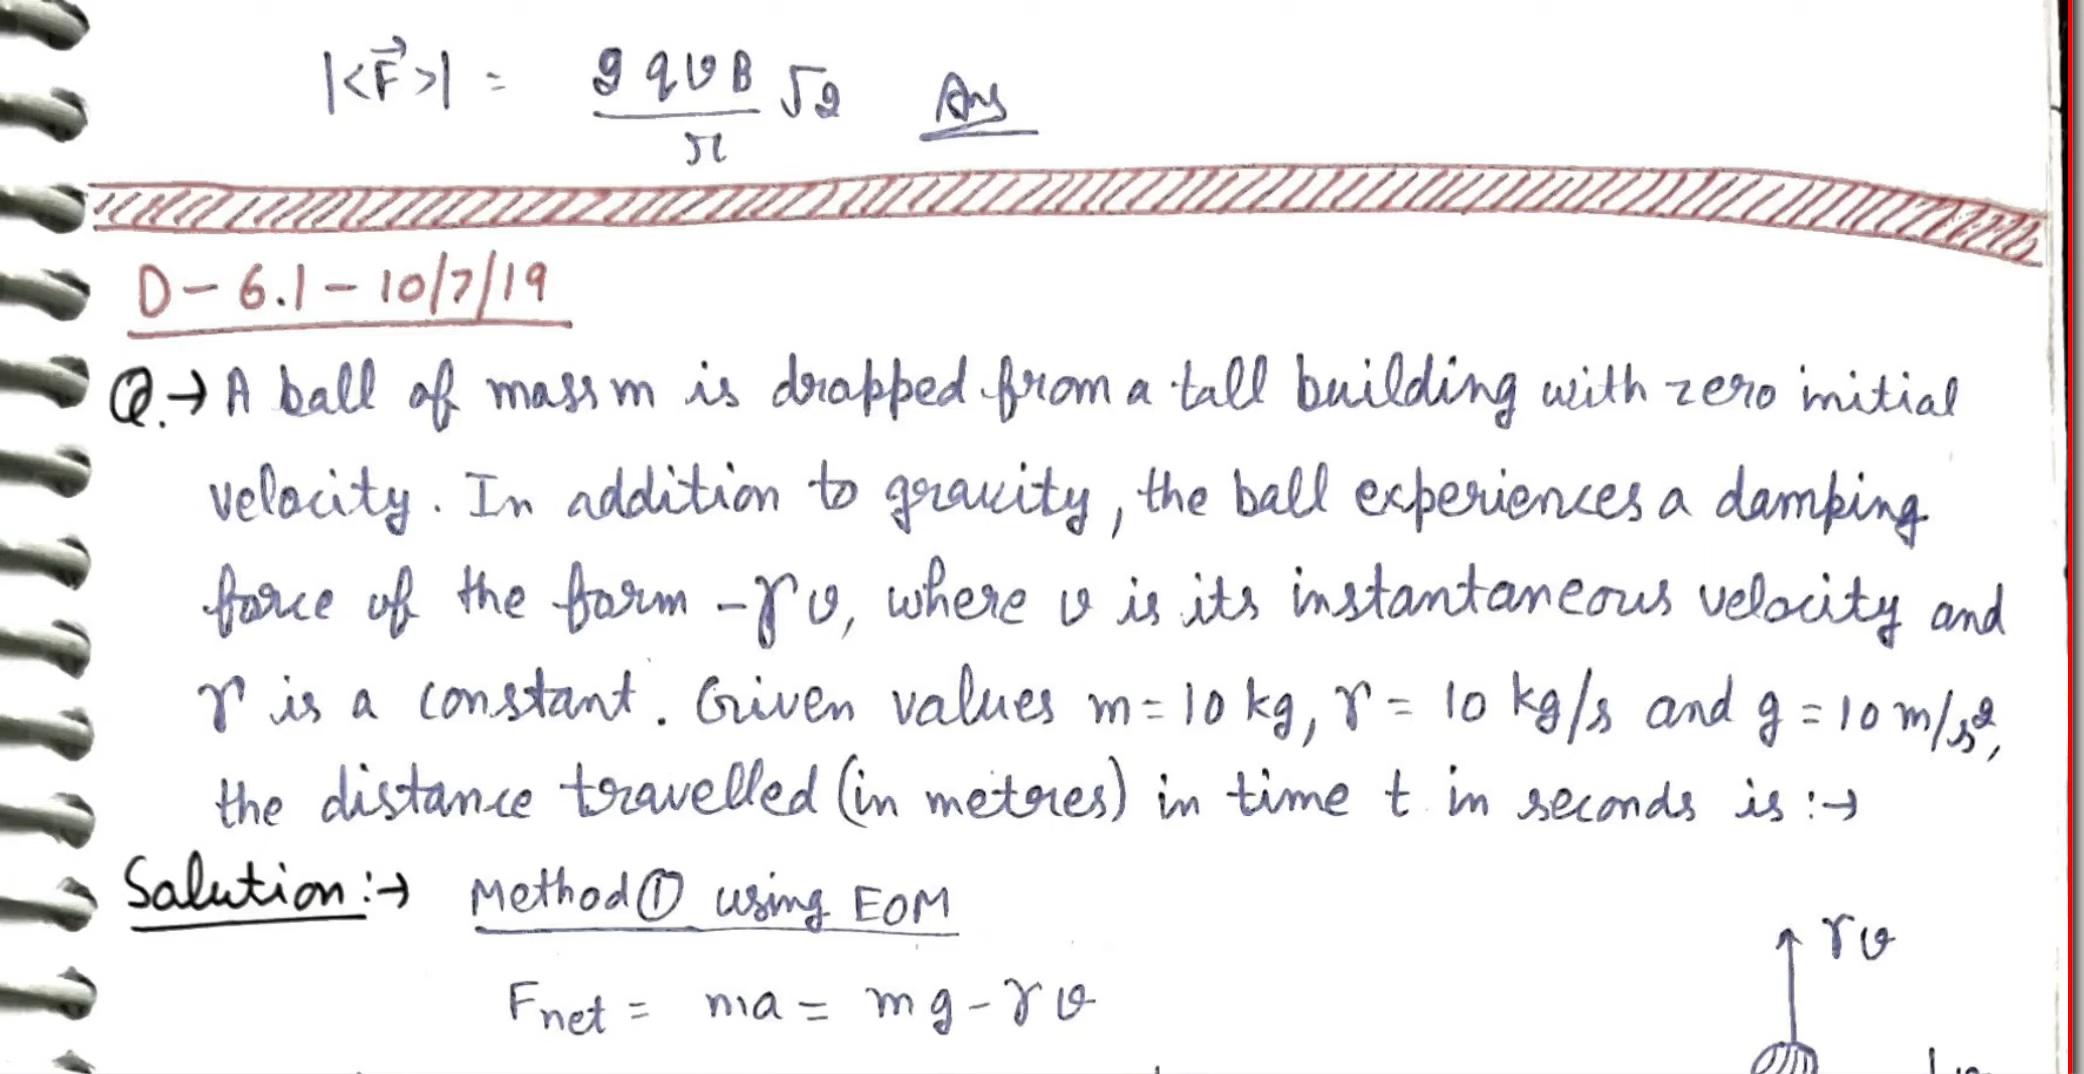 |<F⃗>| = 2qvB/π √2 Ans
D - 6.1 - 10/7/19
Q.→ A ball of mass m is dropped from a tall building with zero initial
velocity. In addition to gravity, the ball experiences a damping
force of the form -γv, where v is its instantaneous velocity and
γ is a constant. Given values m = 10 kg, γ = 10 kg/s and g = 10 m/s²,
the distance travelled (in metres) in time t in seconds is :→
Solution :→ Method ① using EOM
γv
F_net = ma = mg - γv